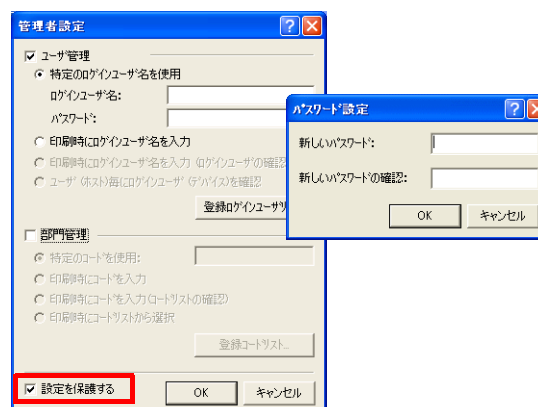 管理者設定
ユーザ管理
特定のログインユーザ名を使用
ログインユーザ名:
パスワード:
印刷時にログインユーザ名を入力
印刷時にログインユーザ名を入力 (ログインユーザの確認
ユーザ (ホスト)毎にログインユーザ (デバイス)を確認
登録ログインユーザリ
部門管理
特定のコードを使用:
印刷時にコードを入力
印刷時にコードを入力(コードリストの確認)
印刷時にコードリストから選択
登録コードリスト...
設定を保護する
OK
キャンセル
パスワード設定
新しいパスワード:
新しいパスワードの確認:
OK
キャンセル